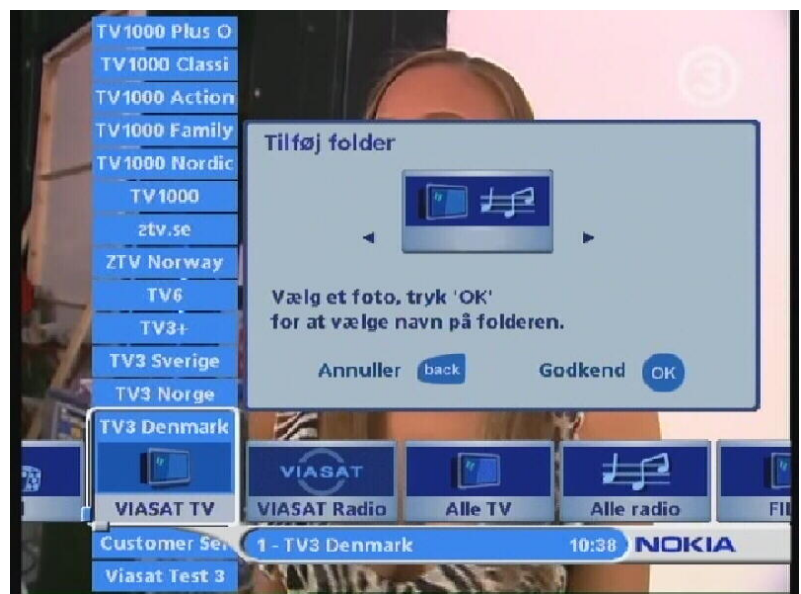 TV1000 Plus O
TV1000 Classi
TV1000 Action
TV1000 Family
TV1000 Nordic
TV1000
ztv.se
ZTV Norway
TV6
TV3+
TV3 Sverige
TV3 Norge
TV3 Denmark
3
Tilføj folder
Vælg et foto, tryk 'OK'
for at vælge navn på folderen.
Annuller back Godkend OK
VIASAT
VIASAT TV VIASAT Radio Alle TV Alle radio
Customer Ser
1 - TV3 Denmark 10:38 NOKIA
Viasat Test 3